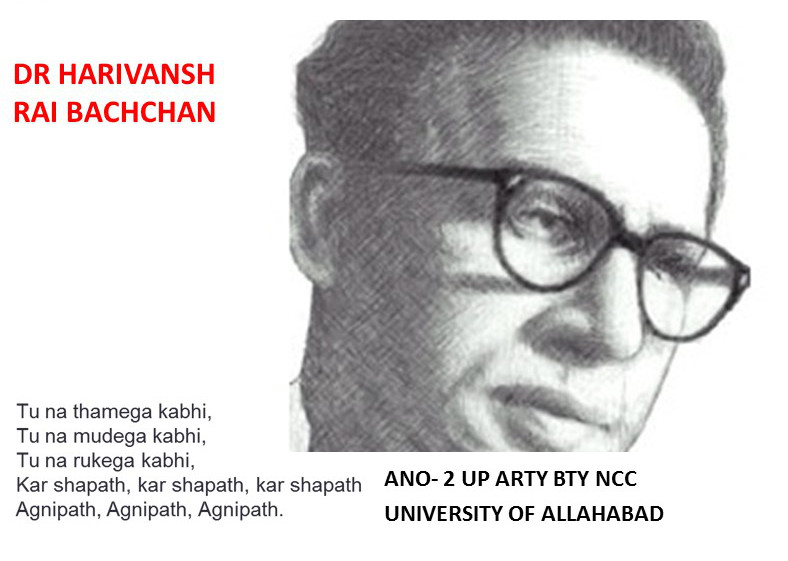 DR HARIVANSH
RAI BACHCHAN
Tu na thamega kabhi,
Tu na mudega kabhi,
Tu na rukega kabhi,
Kar shapath, kar shapath, kar shapath
Agnipath, Agnipath, Agnipath.
ANO- 2 UP ARTY BTY NCC
UNIVERSITY OF ALLAHABAD